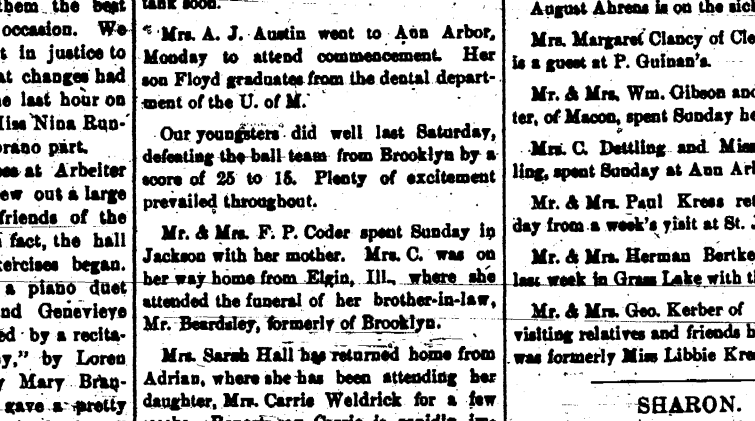 them the best
occasion. We
t in justice to
at changes had
e last hour on
Miss Nina Run-
prano part.
at Arbeiter
ew out a large
friends of the
fact, the hall
xercises began.
a piano duet
nd Genevieve
ed by a recita-
y," by Loren
y Mary Bran-
gave a pretty
tank soon.
Mrs. A. J. Austin went to Ann Arbor,
Monday to attend commencement. Her
son Floyd graduates from the dental depart-
ment of the U. of M.
Our youngsters did well last Saturday,
defeating the ball team from Brooklyn by a
score of 25 to 15. Plenty of excitement
prevailed throughout.
Mr. & Mrs. F. P. Coder spent Sunday in
Jackson with her mother. Mrs. C. was on
her way home from Elgin, Ill., where she
attended the funeral of her brother-in-law,
Mr. Beardsley, formerly of Brooklyn.
Mrs. Sarah Hall has returned home from
Adrian, where she has been attending her
daughter, Mrs. Carrie Weldrick for a few
Carrie is rapidly im-
August Ahrens is on the sick
Mrs. Margaret Clancy of Cle
is a guest at P. Guinan's.
Mr. & Mrs. Wm. Gibson and
ter, of Macon, spent Sunday he
Mrs. C. Dettling and Miss
ling, spent Sunday at Ann Arb
Mr. & Mrs. Paul Kress ret
day from a week's visit at St. J
Mr. & Mrs. Herman Bertke
last week in Grass Lake with t
Mr. & Mrs. Geo. Kerber of
visiting relatives and friends h
was formerly Miss Libbie Kre
SHARON.